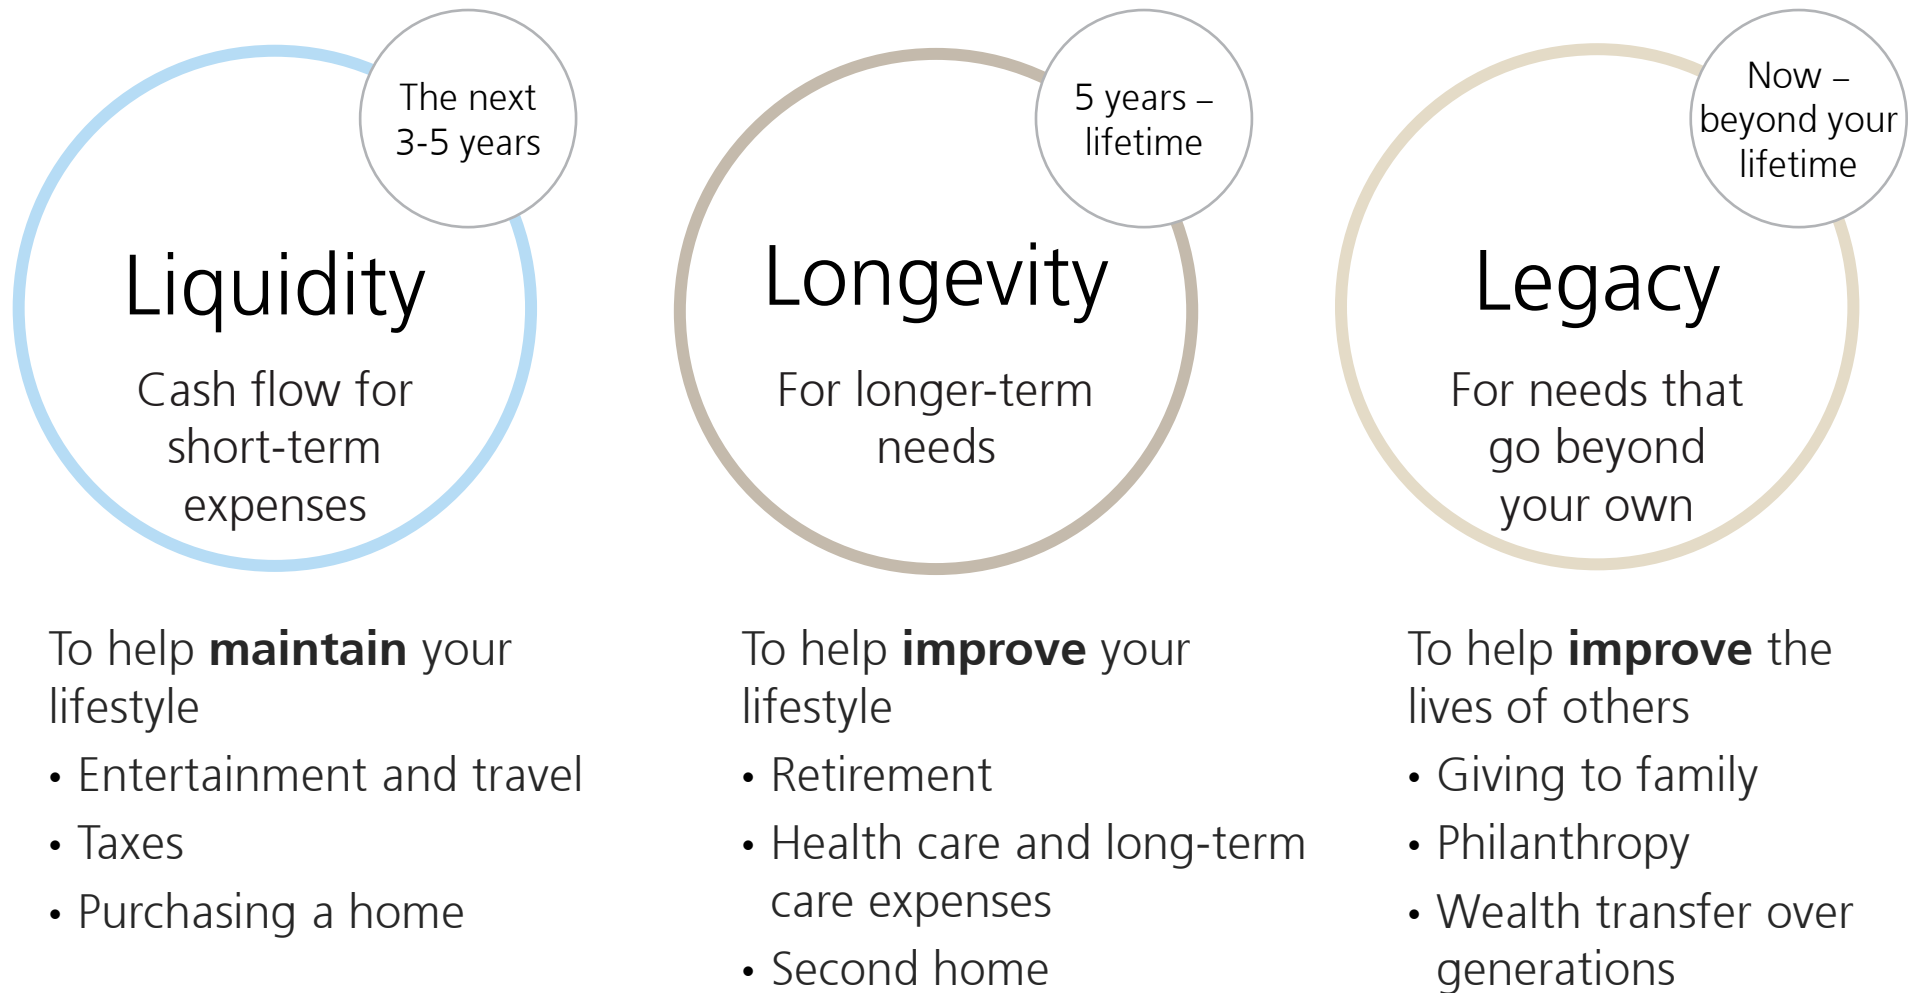 The next
3-5 years
Liquidity
Cash flow for
short-term
expenses
To help maintain your
lifestyle
• Entertainment and travel
• Taxes
• Purchasing a home
5 years –
lifetime
Longevity
For longer-term
needs
To help improve your
lifestyle
• Retirement
• Health care and long-term
care expenses
• Second home
Now –
beyond your
lifetime
Legacy
For needs that
go beyond
your own
To help improve the
lives of others
• Giving to family
• Philanthropy
• Wealth transfer over
generations